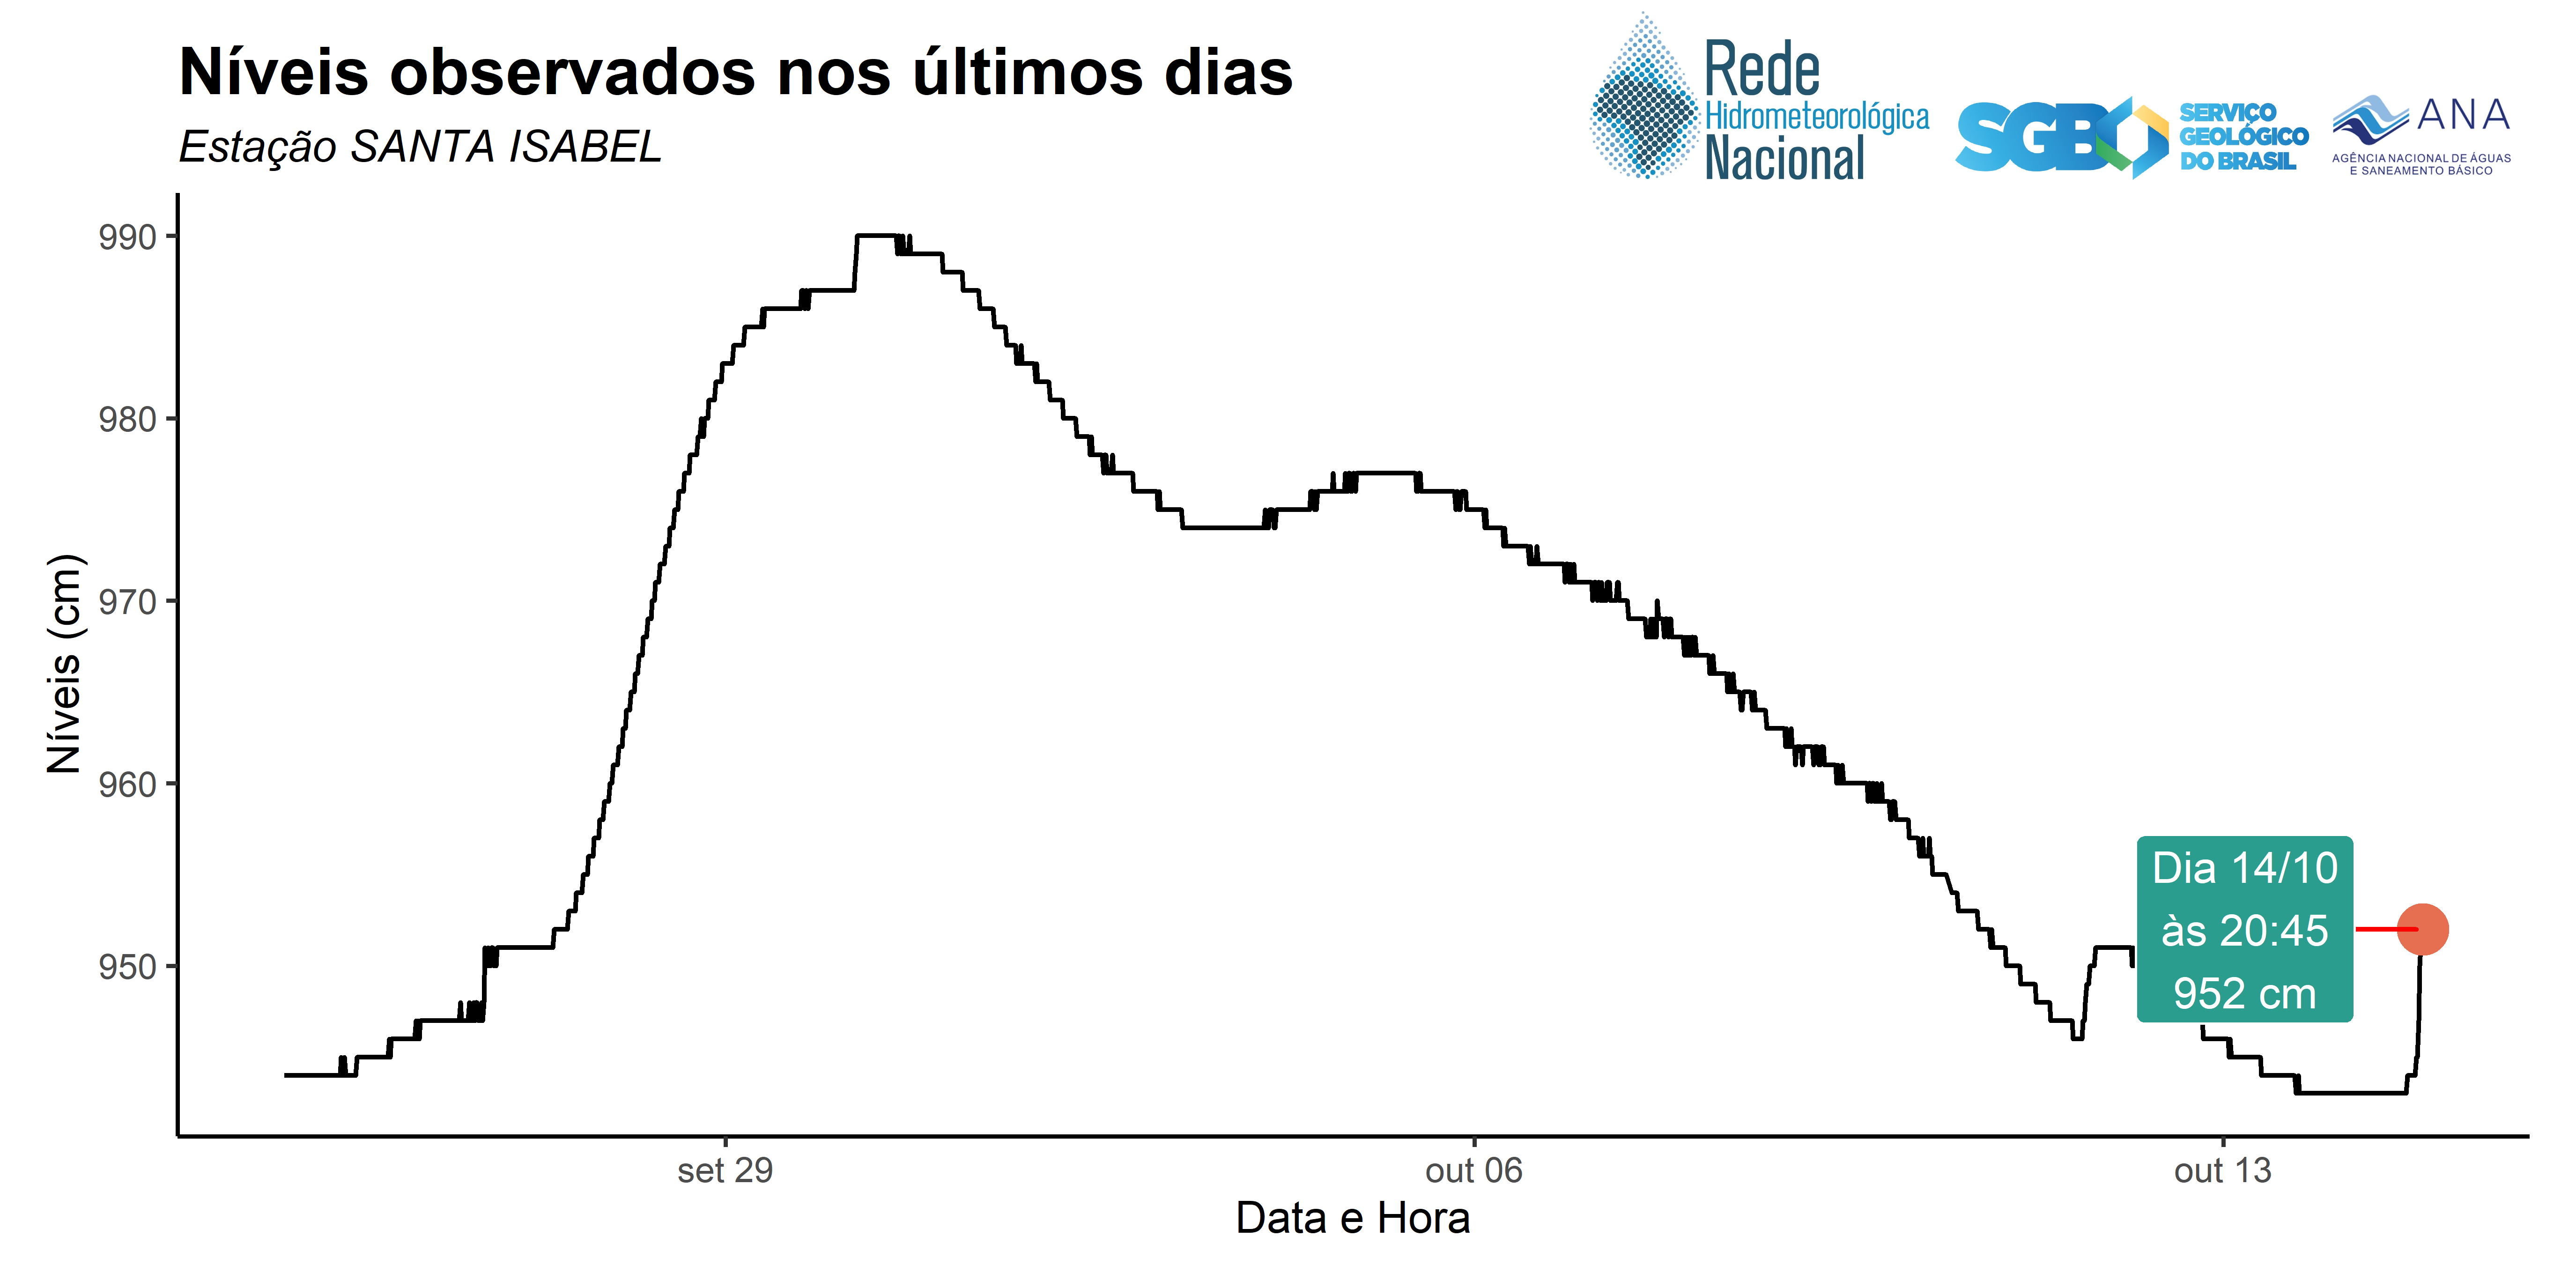 Níveis observados nos últimos dias
Estação SANTA ISABEL
Rede
Hidrometeorológica
Nacional
SGB
SERVIÇO
GEOLÓGICO
DO BRASIL
ANA
AGÊNCIA NACIONAL DE ÁGUAS
E SANEAMENTO BÁSICO
Níveis (cm)
990
980
970
960
950
Dia 14/10
às 20:45
952 cm
set 29
out 06
out 13
Data e Hora